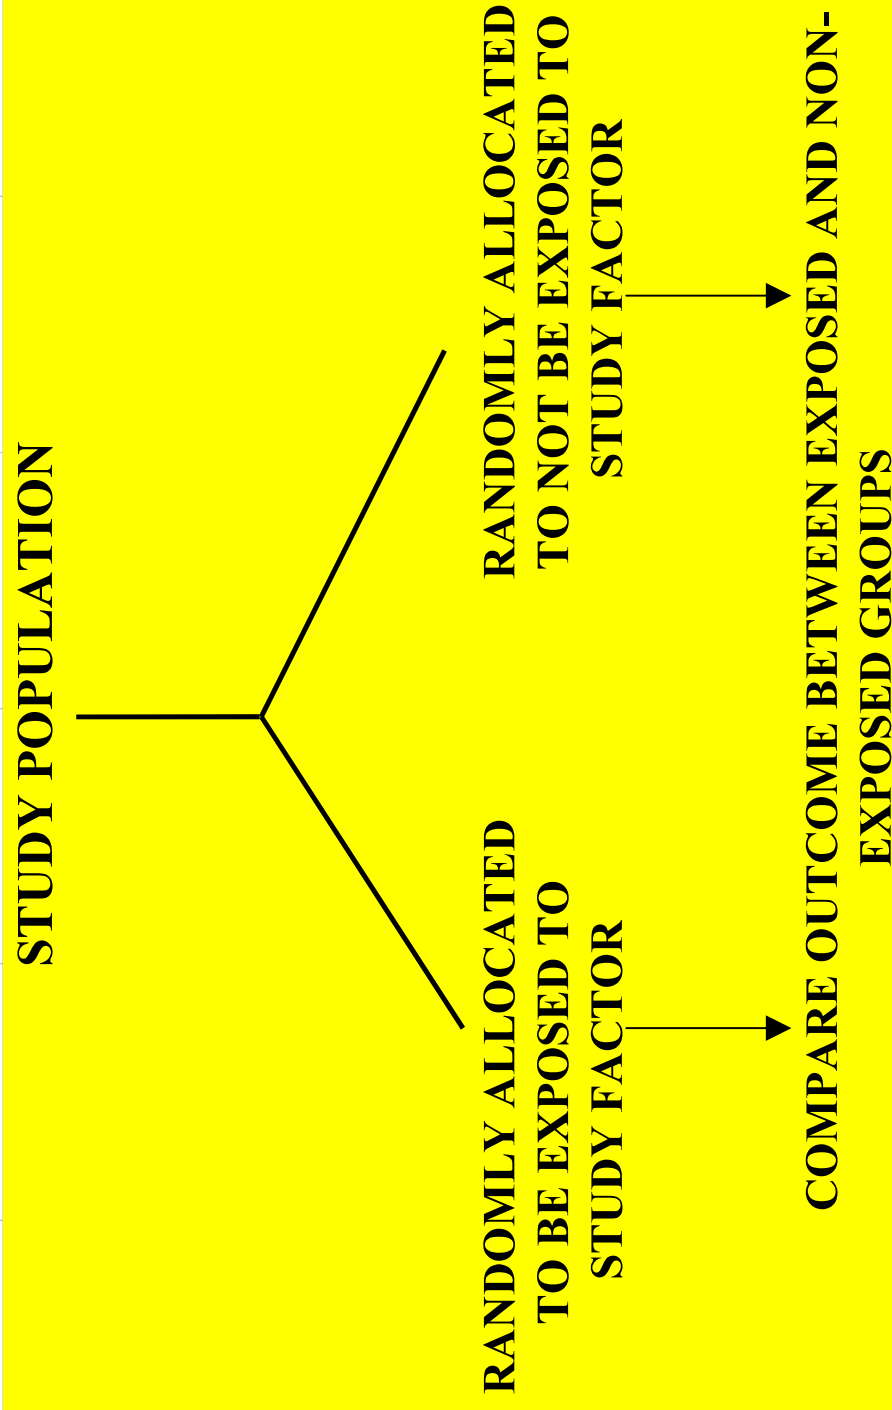 STUDY POPULATION
RANDOMLY ALLOCATED
TO BE EXPOSED TO
STUDY FACTOR
RANDOMLY ALLOCATED
TO NOT BE EXPOSED TO
STUDY FACTOR
COMPARE OUTCOME BETWEEN EXPOSED AND NON-
EXPOSED GROUPS